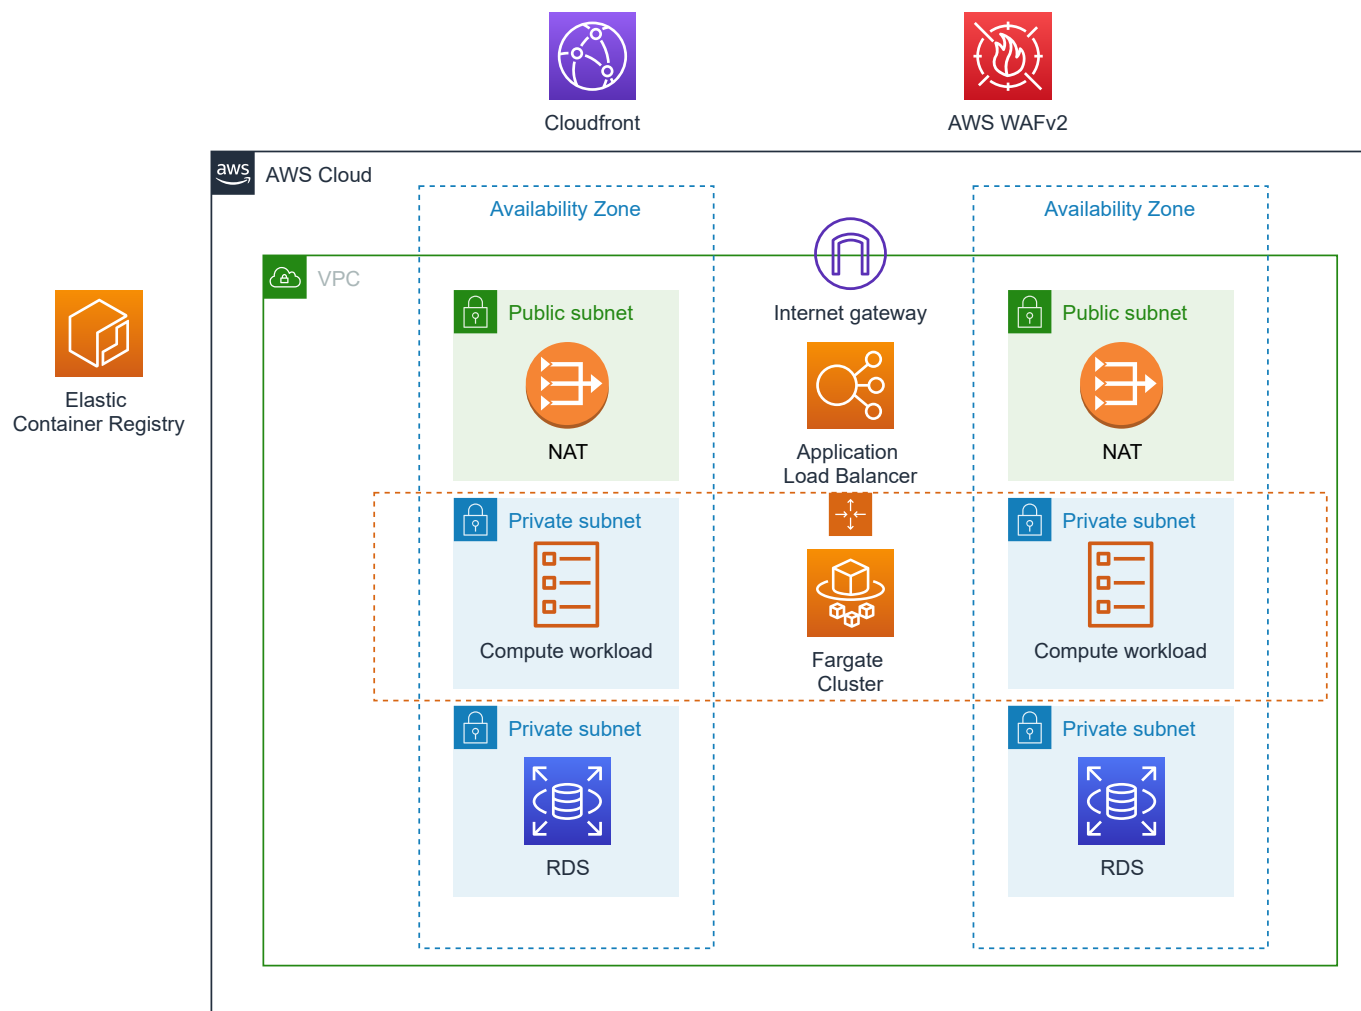 Cloudfront
AWS WAFv2
aws
AWS Cloud
Availability Zone
Availability Zone
VPC
Public subnet
Internet gateway
Public subnet
Elastic
Container Registry
NAT
Application
Load Balancer
NAT
Private subnet
Private subnet
Compute workload
Fargate
Cluster
Compute workload
Private subnet
Private subnet
RDS
RDS